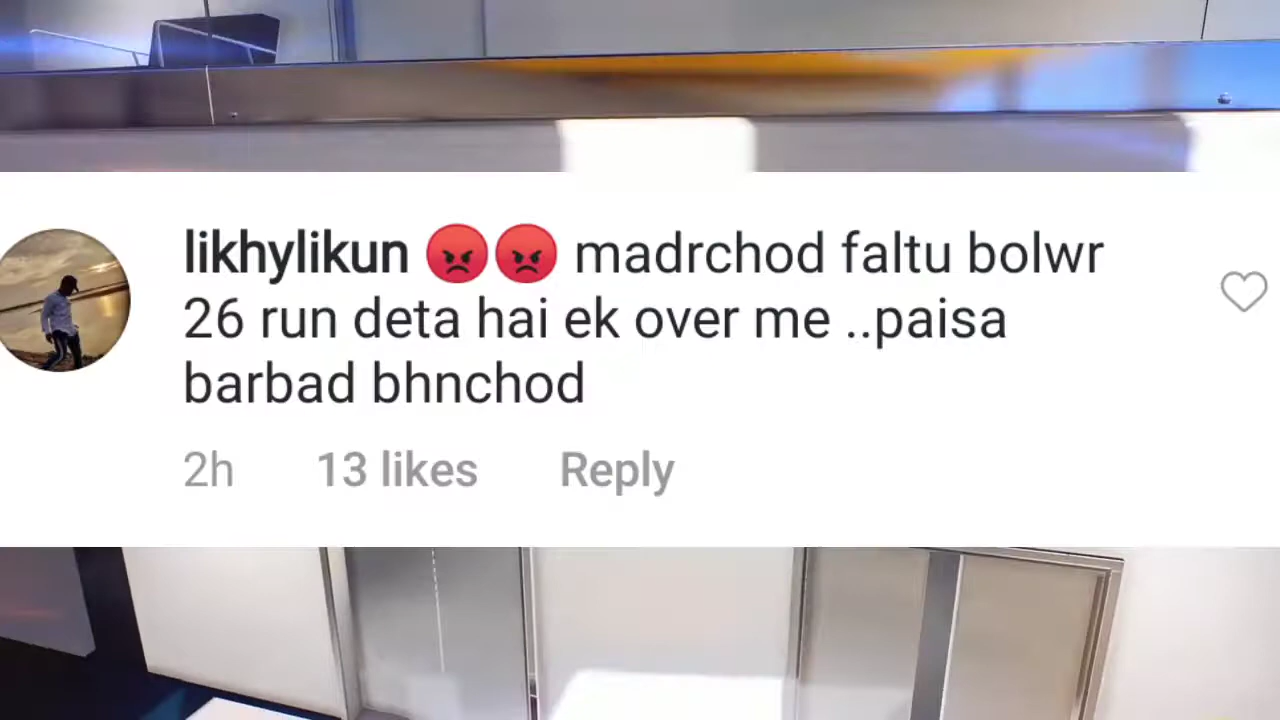 likhylikun 😡😡 madrchod faltu bolwr
26 run deta hai ek over me ..paisa
barbad bhnchod
2h 13 likes Reply